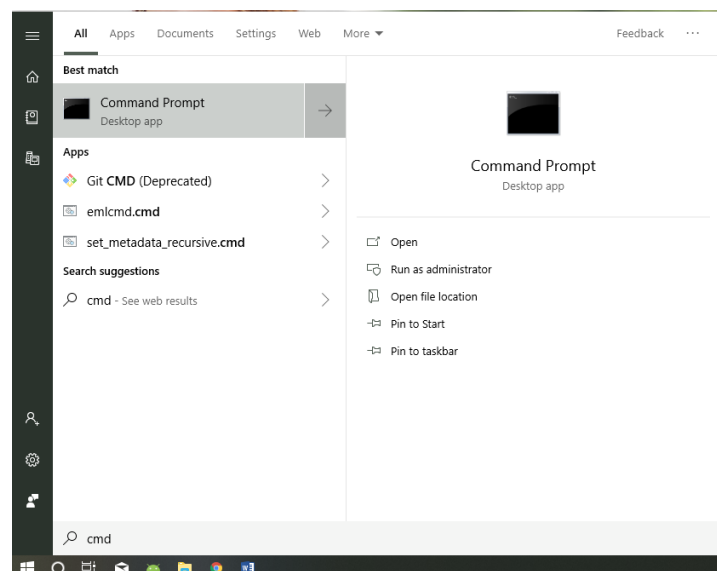 All Apps Documents Settings Web More Feedback ...
Best match
Command Prompt
Desktop app
Apps
Git CMD (Deprecated)
emlcmd.cmd
set_metadata_recursive.cmd
Search suggestions
cmd - See web results
Command Prompt
Desktop app
Open
Run as administrator
Open file location
Pin to Start
Pin to taskbar
cmd